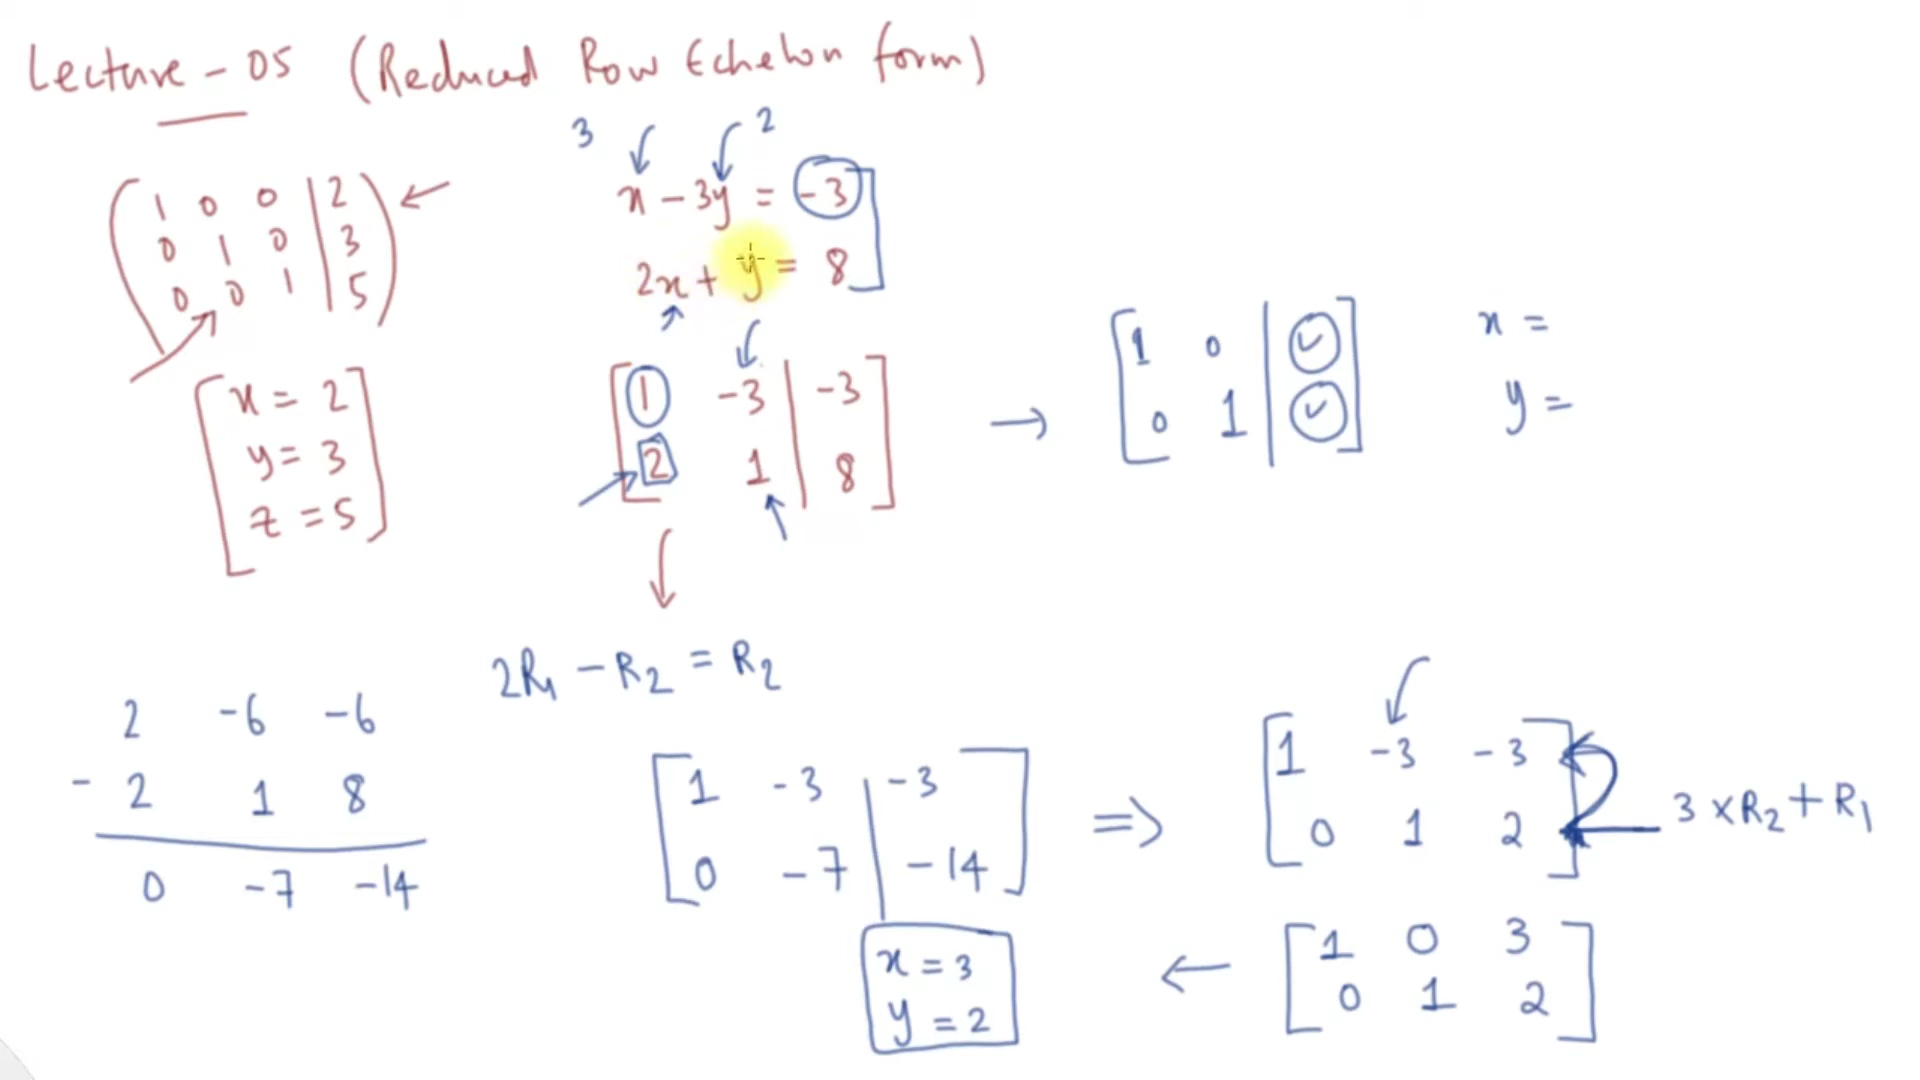 Lecture - 05 (Reduced Row Echelon form)
1 0 0 | 2
0 1 0 | 3
0 0 1 | 5
x = 2
y = 3
z = 5
3 2
x - 3y = -3
2x + y = 8
1 -3 | -3
2 1 | 8
→
1 0 | ✓
0 1 | ✓
x =
y =
2R₁ - R₂ = R₂
2 -6 -6
- 2 1 8
0 -7 -14
1 -3 | -3
0 -7 | -14
⇒
1 -3 -3
0 1 2
3 × R₂ + R₁
1 0 3
0 1 2
←
x = 3
y = 2